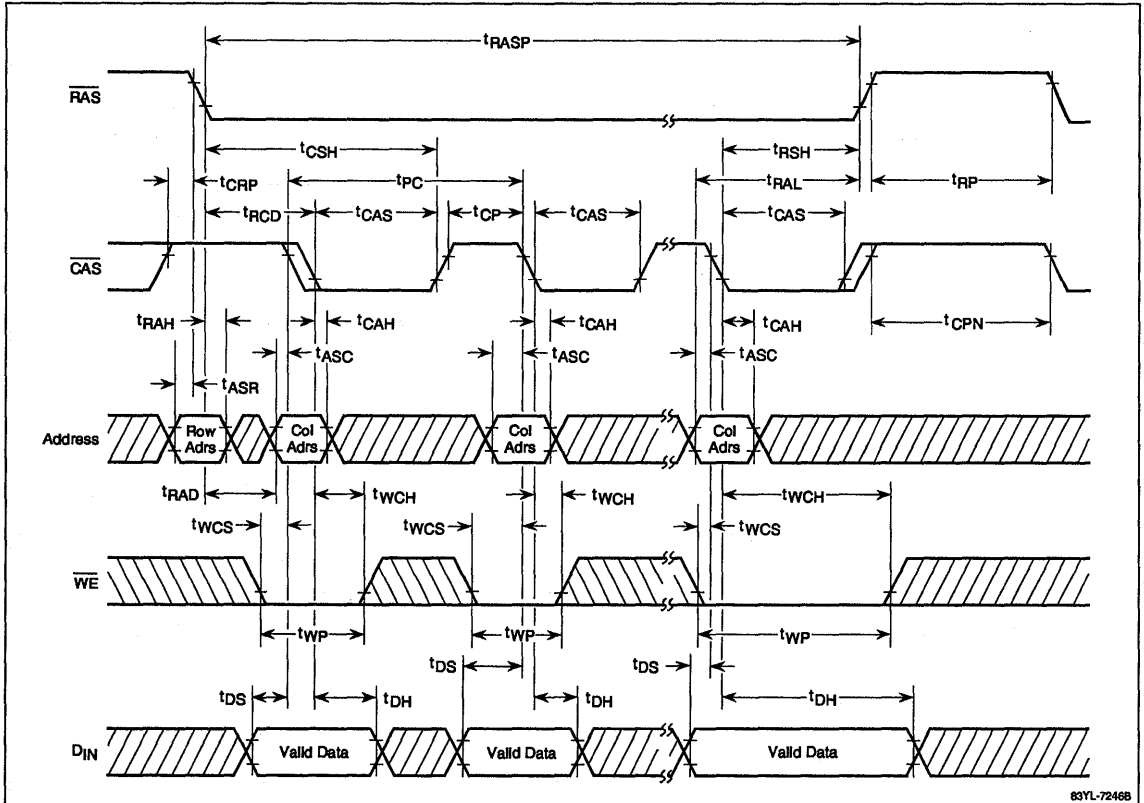 tRASP
RAS
tCSH
tRSH
tCRP
tPC
tRAL
tRP
tRCD
tCAS
tCP
tCAS
tCAS
CAS
tRAH
tCAH
tCAH
tCAH
tCPN
tASC
tASC
tASC
tASR
Address
Row Adrs
Col Adrs
Col Adrs
Col Adrs
tRAD
tWCH
tWCH
tWCH
tWCS
tWCS
tWCS
WE
tWP
tWP
tWP
tDS
tDS
tDS
tDH
tDH
tDH
DIN
Valid Data
Valid Data
Valid Data
83YL-7246B